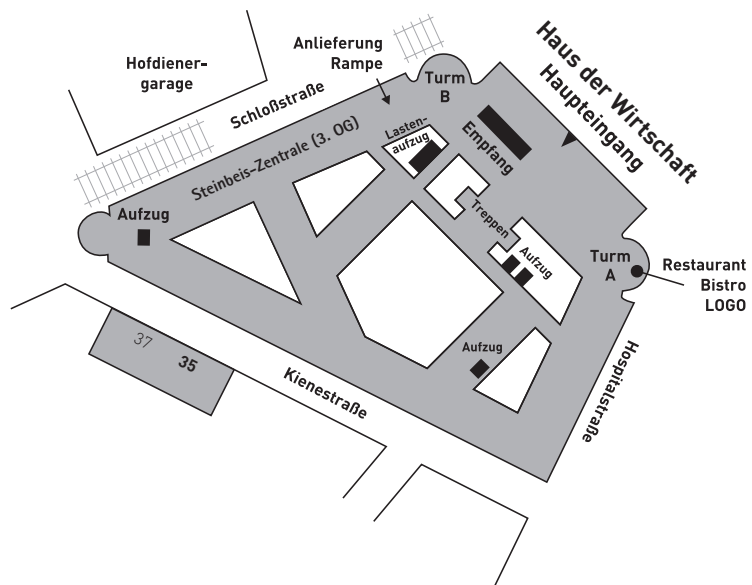 Hofdiener-
garage
Schloßstraße
Anlieferung
Rampe
Turm
B
Haus der Wirtschaft
Haupteingang
Lasten-
aufzug
Empfang
Steinbeis-Zentrale (3. OG)
Aufzug
Treppen
Aufzug
Turm
A
Restaurant
Bistro
LOGO
Aufzug
37
35
Kienestraße
Hospitalstraße